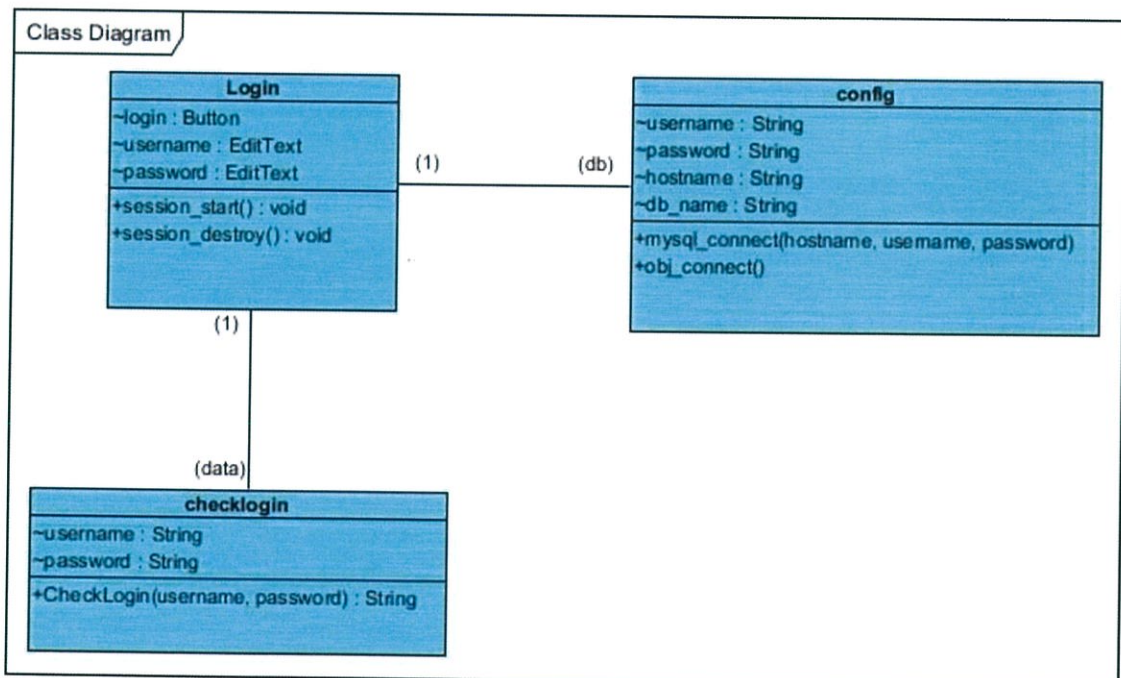 Class Diagram
Login
~login : Button
~username : EditText
~password : EditText
+session_start() : void
+session_destroy() : void
(1)
(db)
config
~username : String
~password : String
~hostname : String
~db_name : String
+mysql_connect(hostname, username, password)
+obj_connect()
(1)
(data)
checklogin
~username : String
~password : String
+CheckLogin(username, password) : String